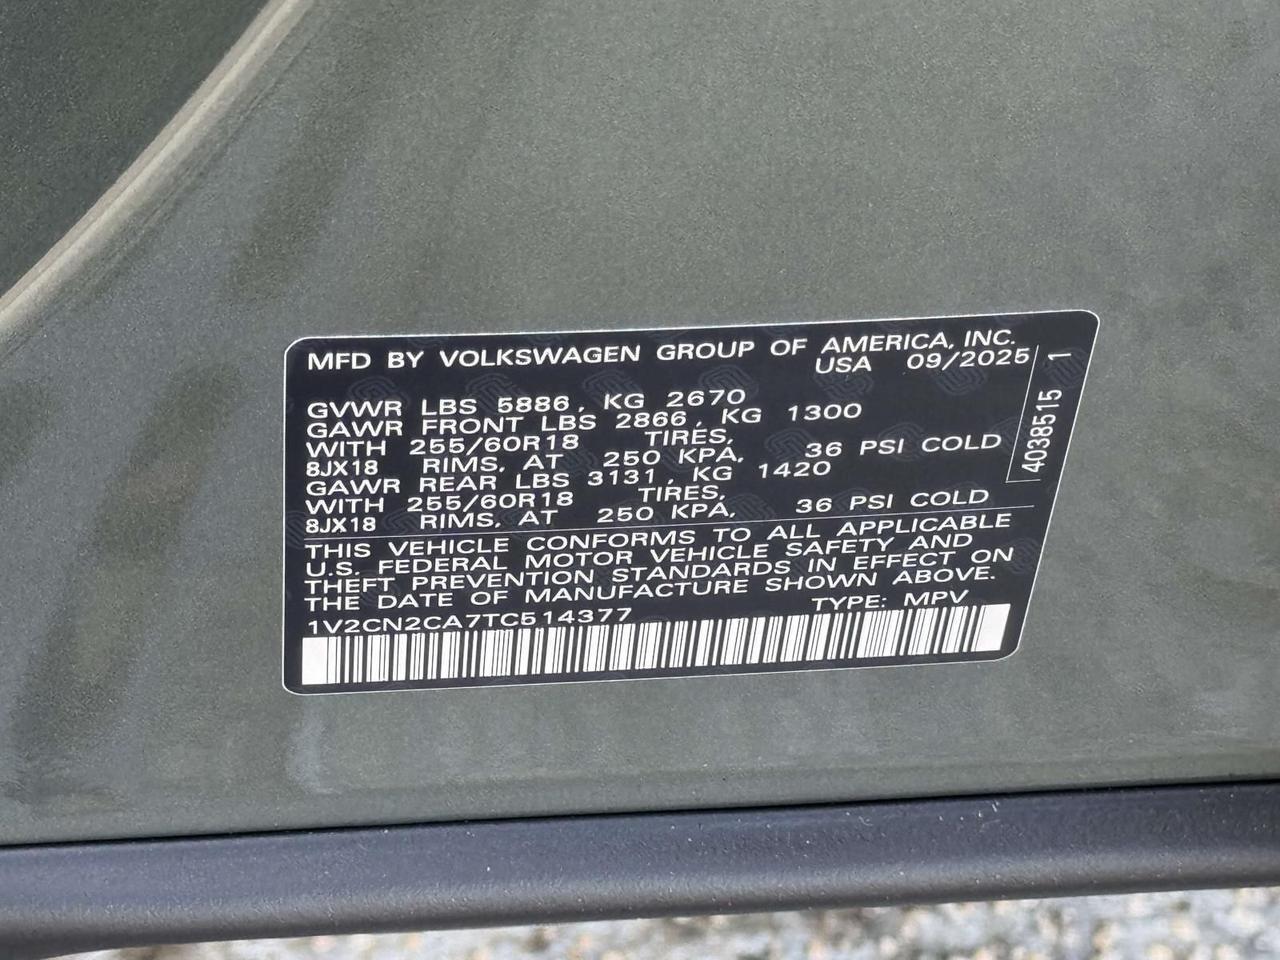 MFD BY VOLKSWAGEN GROUP OF AMERICA, INC.
USA 09/2025
GVWR LBS 5886, KG 2670
GAWR FRONT LBS 2866, KG 1300
WITH 255/60R18 TIRES,
8JX18 RIMS, AT 250 KPA, 36 PSI COLD
GAWR REAR LBS 3131, KG 1420
WITH 255/60R18 TIRES,
8JX18 RIMS, AT 250 KPA, 36 PSI COLD
THIS VEHICLE CONFORMS TO ALL APPLICABLE
U.S. FEDERAL MOTOR VEHICLE SAFETY AND
THEFT PREVENTION STANDARDS IN EFFECT ON
THE DATE OF MANUFACTURE SHOWN ABOVE.
1V2CN2CA7TC514377 TYPE: MPV
4038515 1